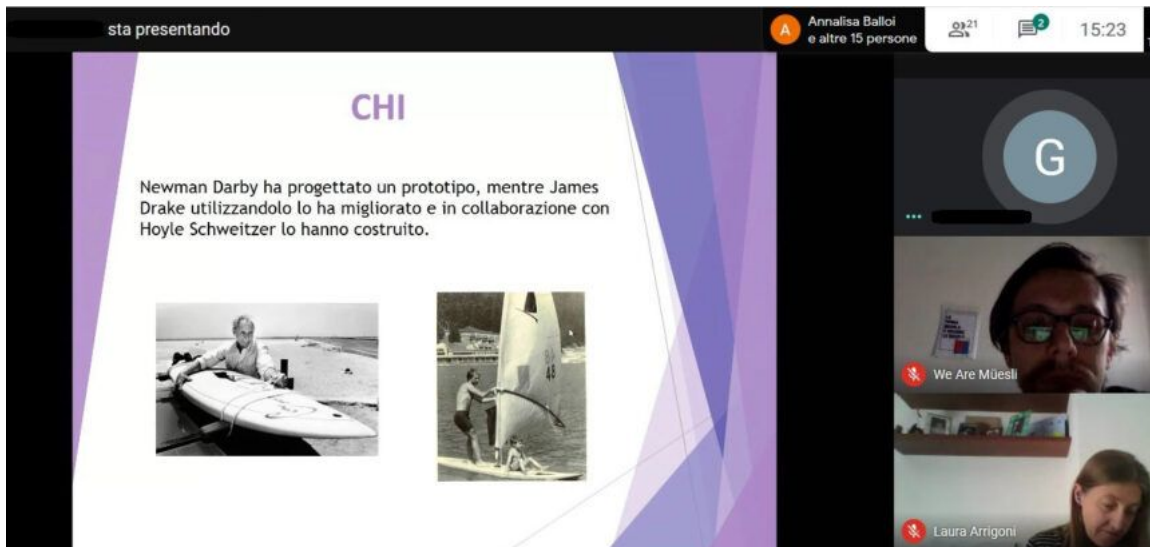 sta presentando
A
Annalisa Balloi
e altre 15 persone
21
2
15:23
CHI
Newman Darby ha progettato un prototipo, mentre James
Drake utilizzandolo lo ha migliorato e in collaborazione con
Hoyle Schweitzer lo hanno costruito.
48
G
We Are Müesli
Laura Arrigoni